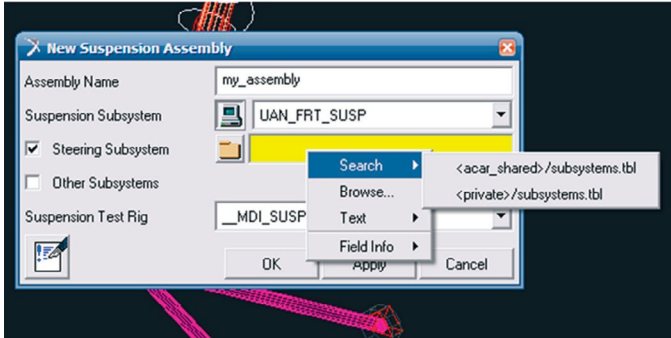 New Suspension Assembly
Assembly Name my_assembly
Suspension Subsystem UAN_FRT_SUSP
Steering Subsystem
Search <acar_shared>/subsystems.tbl
Browse... <private>/subsystems.tbl
Other Subsystems
Text
Suspension Test Rig __MDI_SUSP
Field Info
OK Apply Cancel